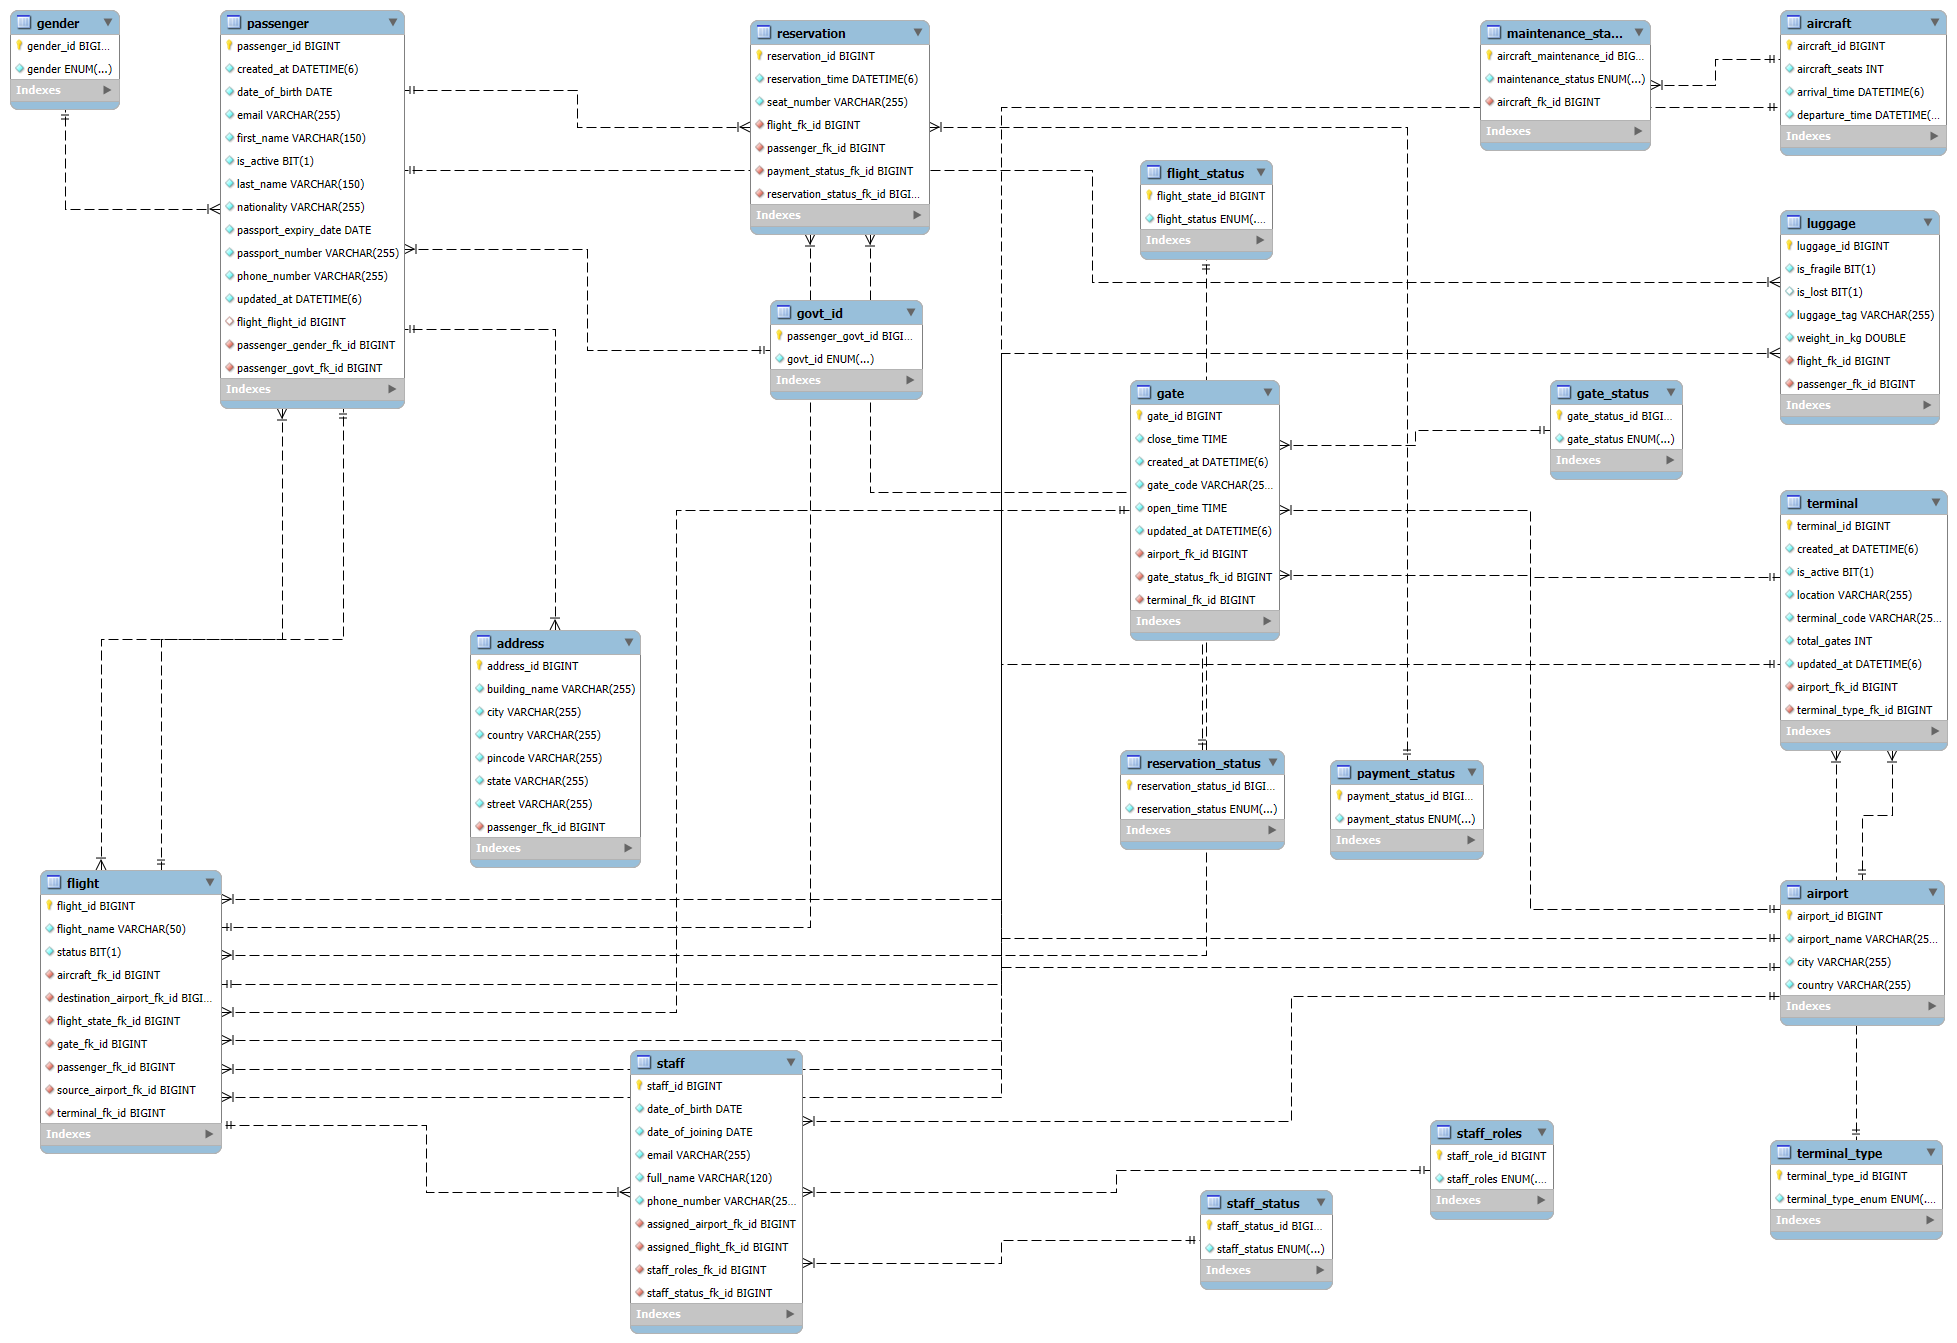 gender
gender_id BIGI...
gender ENUM(...)
Indexes
passenger
passenger_id BIGINT
created_at DATETIME(6)
date_of_birth DATE
email VARCHAR(255)
first_name VARCHAR(150)
is_active BIT(1)
last_name VARCHAR(150)
nationality VARCHAR(255)
passport_expiry_date DATE
passport_number VARCHAR(255)
phone_number VARCHAR(255)
updated_at DATETIME(6)
flight_flight_id BIGINT
passenger_gender_fk_id BIGINT
passenger_govt_fk_id BIGINT
Indexes
reservation
reservation_id BIGINT
reservation_time DATETIME(6)
seat_number VARCHAR(255)
flight_fk_id BIGINT
passenger_fk_id BIGINT
payment_status_fk_id BIGINT
reservation_status_fk_id BIGI...
Indexes
maintenance_sta...
aircraft_maintenance_id BIG...
maintenance_status ENUM(...)
aircraft_fk_id BIGINT
Indexes
aircraft
aircraft_id BIGINT
aircraft_seats INT
arrival_time DATETIME(6)
departure_time DATETIME(...
Indexes
flight_status
flight_state_id BIGINT
flight_status ENUM(....
Indexes
luggage
luggage_id BIGINT
is_fragile BIT(1)
is_lost BIT(1)
luggage_tag VARCHAR(255)
weight_in_kg DOUBLE
flight_fk_id BIGINT
passenger_fk_id BIGINT
Indexes
govt_id
passenger_govt_id BIGI...
govt_id ENUM(...)
Indexes
gate
gate_id BIGINT
close_time TIME
created_at DATETIME(6)
gate_code VARCHAR(25...
open_time TIME
updated_at DATETIME(6)
airport_fk_id BIGINT
gate_status_fk_id BIGINT
terminal_fk_id BIGINT
Indexes
gate_status
gate_status_id BIGI...
gate_status ENUM(...)
Indexes
terminal
terminal_id BIGINT
created_at DATETIME(6)
is_active BIT(1)
location VARCHAR(255)
terminal_code VARCHAR(25...
total_gates INT
updated_at DATETIME(6)
airport_fk_id BIGINT
terminal_type_fk_id BIGINT
Indexes
address
address_id BIGINT
building_name VARCHAR(255)
city VARCHAR(255)
country VARCHAR(255)
pincode VARCHAR(255)
state VARCHAR(255)
street VARCHAR(255)
passenger_fk_id BIGINT
Indexes
reservation_status
reservation_status_id BIGI...
reservation_status ENUM(...)
Indexes
payment_status
payment_status_id BIGI...
payment_status ENUM(...)
Indexes
flight
flight_id BIGINT
flight_name VARCHAR(50)
status BIT(1)
aircraft_fk_id BIGINT
destination_airport_fk_id BIGI...
flight_state_fk_id BIGINT
gate_fk_id BIGINT
passenger_fk_id BIGINT
source_airport_fk_id BIGINT
terminal_fk_id BIGINT
Indexes
airport
airport_id BIGINT
airport_name VARCHAR(25...
city VARCHAR(255)
country VARCHAR(255)
Indexes
staff
staff_id BIGINT
date_of_birth DATE
date_of_joining DATE
email VARCHAR(255)
full_name VARCHAR(120)
phone_number VARCHAR(25...
assigned_airport_fk_id BIGINT
assigned_flight_fk_id BIGINT
staff_roles_fk_id BIGINT
staff_status_fk_id BIGINT
Indexes
staff_roles
staff_role_id BIGINT
staff_roles ENUM(....
Indexes
staff_status
staff_status_id BIGI...
staff_status ENUM(...)
Indexes
terminal_type
terminal_type_id BIGINT
terminal_type_enum ENUM(....
Indexes